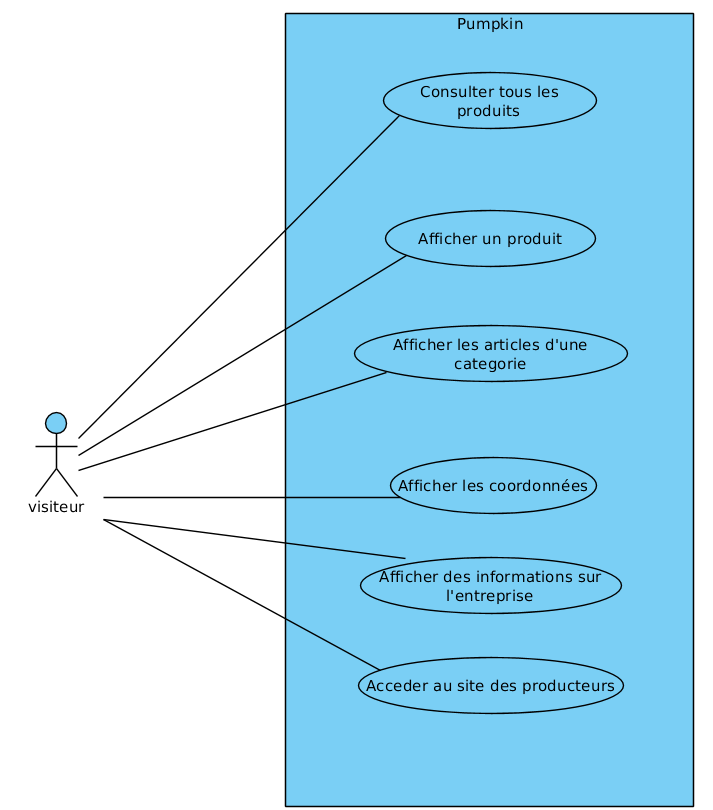 Pumpkin
Consulter tous les
produits
Afficher un produit
Afficher les articles d'une
categorie
Afficher les coordonnées
visiteur
Afficher des informations sur
l'entreprise
Acceder au site des producteurs